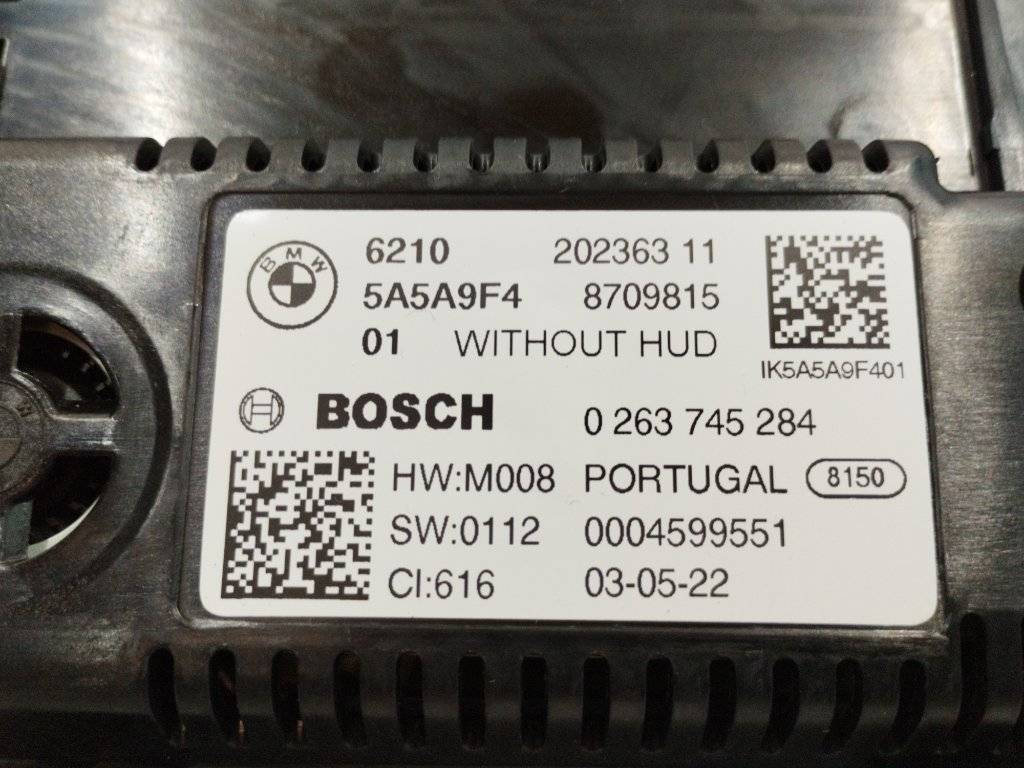 BMW
6210 202363 11
5A5A9F4 8709815
01 WITHOUT HUD
IK5A5A9F401
BOSCH 0 263 745 284
HW:M008 PORTUGAL 8150
SW:0112 0004599551
CI:616 03-05-22